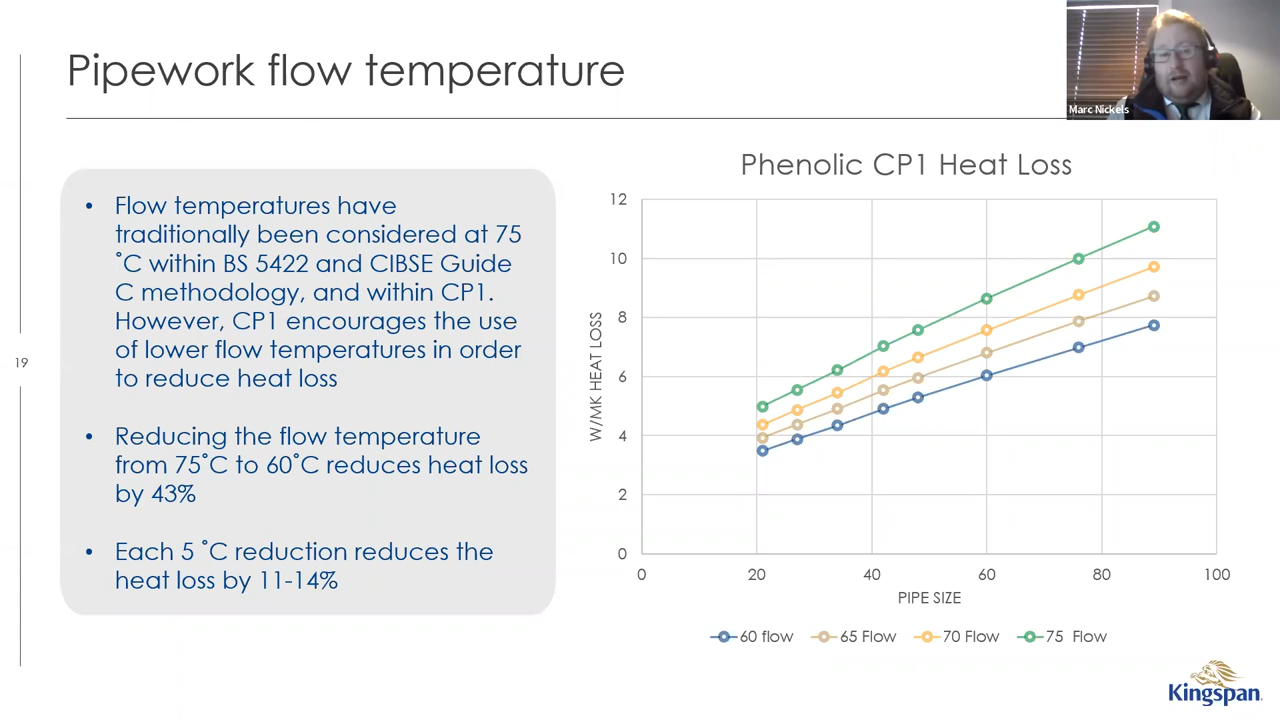 Pipework flow temperature
Marc Nickels
• Flow temperatures have
traditionally been considered at 75
˚C within BS 5422 and CIBSE Guide
C methodology, and within CP1.
However, CP1 encourages the use
of lower flow temperatures in order
to reduce heat loss
• Reducing the flow temperature
from 75˚C to 60˚C reduces heat loss
by 43%
• Each 5 ˚C reduction reduces the
heat loss by 11-14%
19
Phenolic CP1 Heat Loss
W/MK HEAT LOSS
12
10
8
6
4
2
0
0 20 40 60 80 100
PIPE SIZE
60 flow 65 Flow 70 Flow 75 Flow
Kingspan